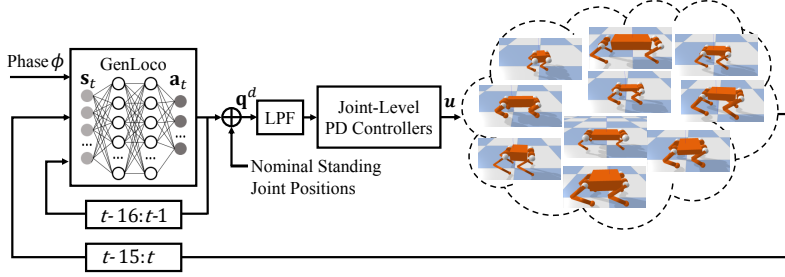 GenLoco
Phase ϕ
s_t
a_t
...
...
...
...
q^d
LPF
Joint-Level
PD Controllers
u
Nominal Standing
Joint Positions
t-16:t-1
t-15:t